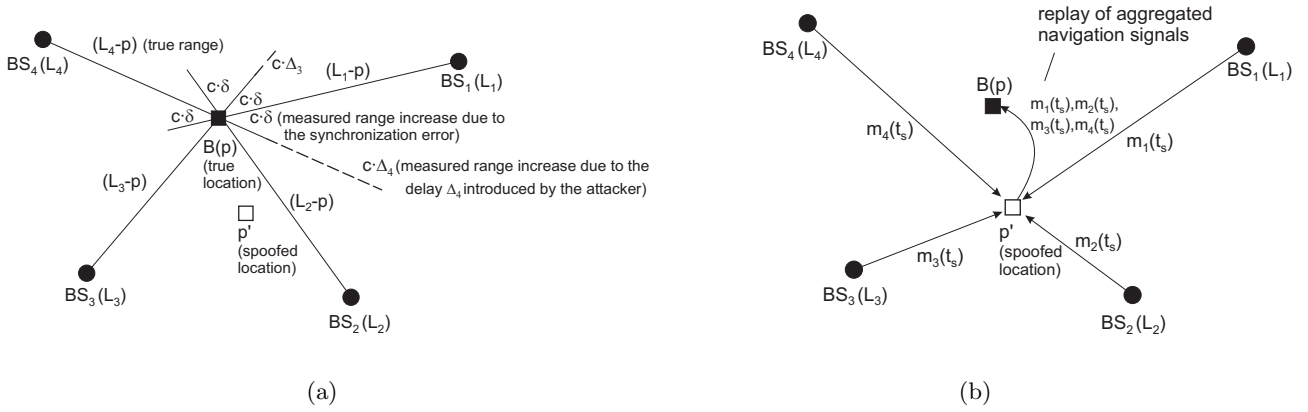 BS₄(L₄)
(L₄-p) (true range)
c·Δ₃
(L₁-p)
BS₁(L₁)
c·δ
c·δ
c·δ
c·δ (measured range increase due to
the synchronization error)
B(p)
(true
location)
c·Δ₄ (measured range increase due to the
delay Δ₄ introduced by the attacker)
(L₃-p)
(L₂-p)
p'
(spoofed
location)
BS₃(L₃)
BS₂(L₂)
(a)
replay of aggregated
navigation signals
BS₄(L₄)
BS₁(L₁)
B(p)
m₁(tₛ),m₂(tₛ),
m₃(tₛ),m₄(tₛ)
m₄(tₛ)
m₁(tₛ)
p'
(spoofed
location)
m₃(tₛ)
m₂(tₛ)
BS₃(L₃)
BS₂(L₂)
(b)